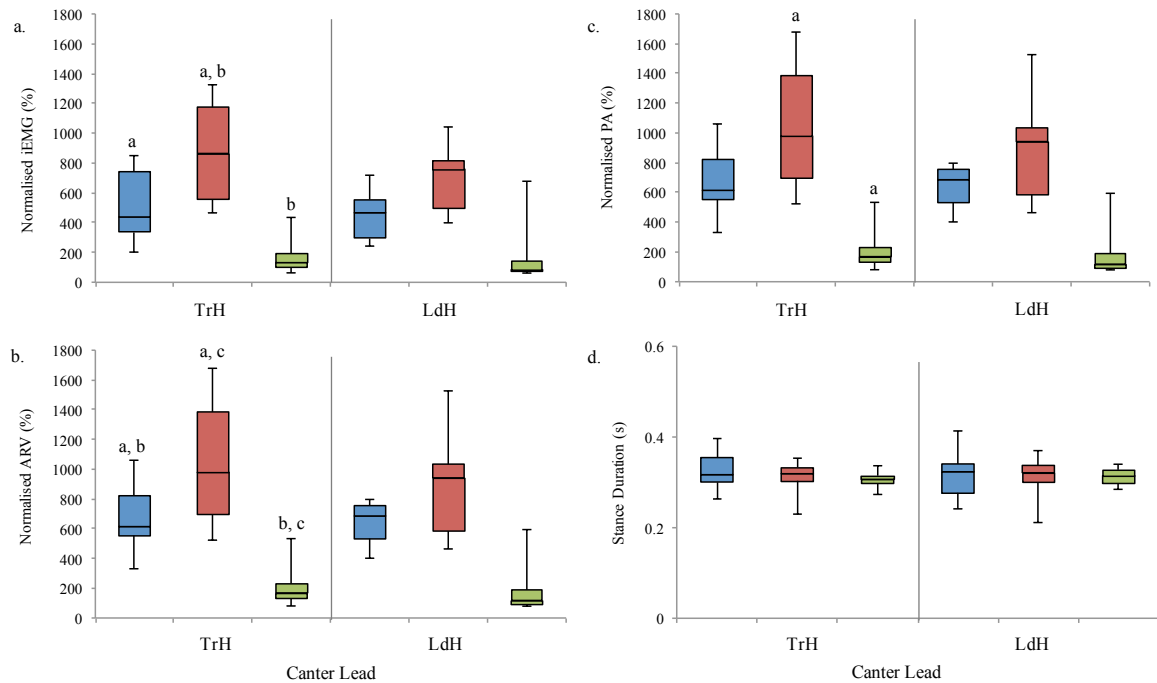 a.
Normalised iEMG (%)
1800
1600
1400
1200
1000
800
600
400
200
0
a
a, b
b
TrH
LdH
c.
Normalised PA (%)
1800
1600
1400
1200
1000
800
600
400
200
0
a
a
TrH
LdH
b.
Normalised ARV (%)
1800
1600
1400
1200
1000
800
600
400
200
0
a, b
a, c
b, c
TrH
LdH
Canter Lead
d.
Stance Duration (s)
0.6
0.4
0.2
0
TrH
LdH
Canter Lead